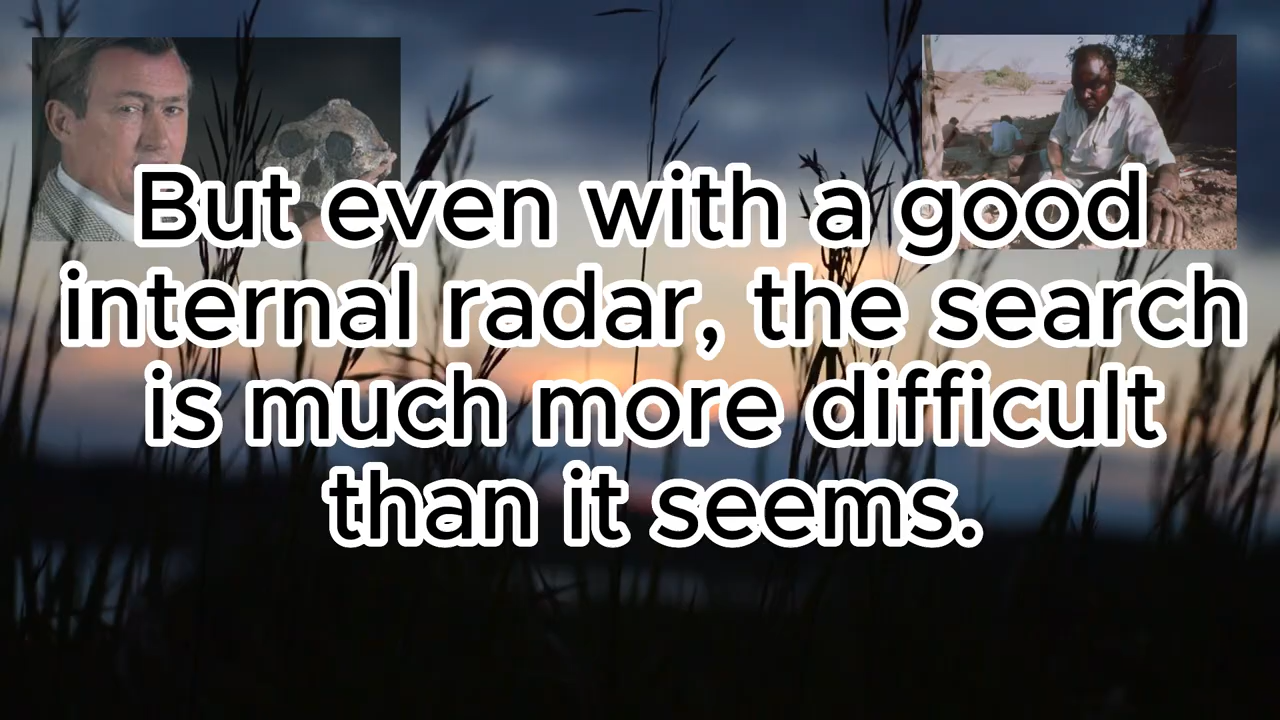 But even with a good
internal radar, the search
is much more difficult
than it seems.